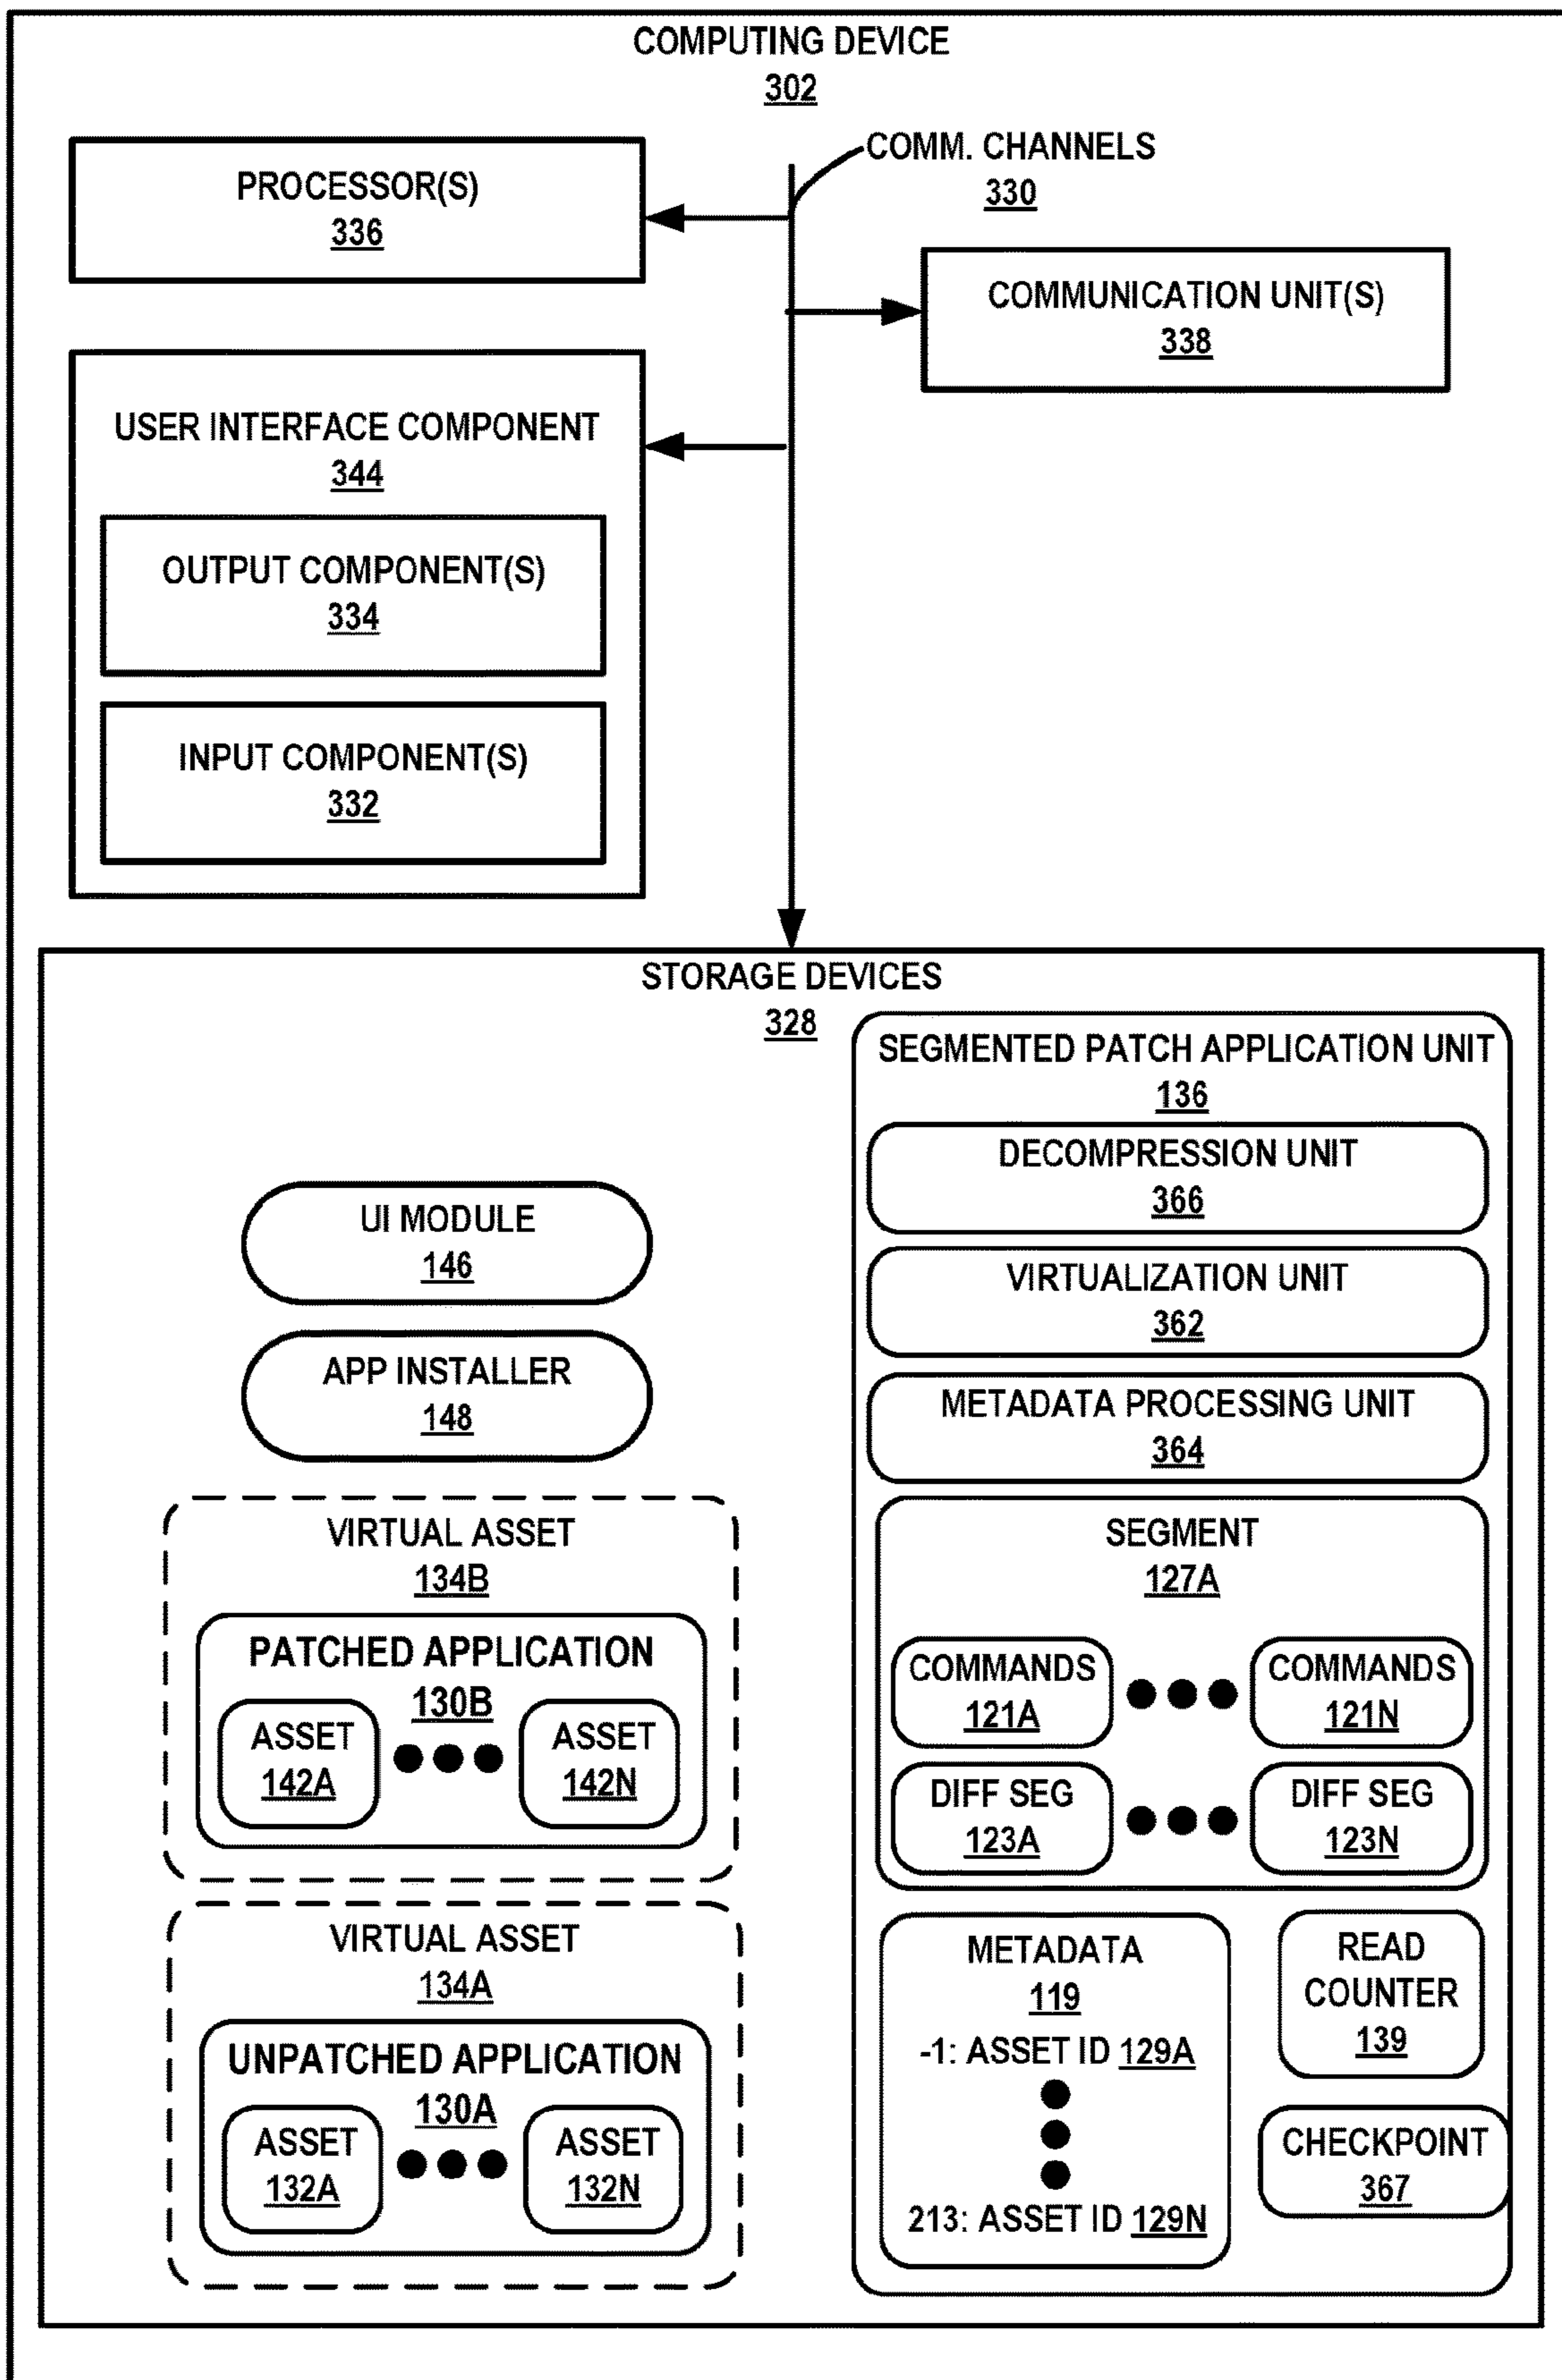 COMPUTING DEVICE
302
COMM. CHANNELS
330
PROCESSOR(S)
336
COMMUNICATION UNIT(S)
338
USER INTERFACE COMPONENT
344
OUTPUT COMPONENT(S)
334
INPUT COMPONENT(S)
332
STORAGE DEVICES
328
UI MODULE
146
APP INSTALLER
148
VIRTUAL ASSET
134B
PATCHED APPLICATION
130B
ASSET
142A
ASSET
142N
VIRTUAL ASSET
134A
UNPATCHED APPLICATION
130A
ASSET
132A
ASSET
132N
SEGMENTED PATCH APPLICATION UNIT
136
DECOMPRESSION UNIT
366
VIRTUALIZATION UNIT
362
METADATA PROCESSING UNIT
364
SEGMENT
127A
COMMANDS
121A
COMMANDS
121N
DIFF SEG
123A
DIFF SEG
123N
METADATA
119
-1: ASSET ID 129A
213: ASSET ID 129N
READ
COUNTER
139
CHECKPOINT
367